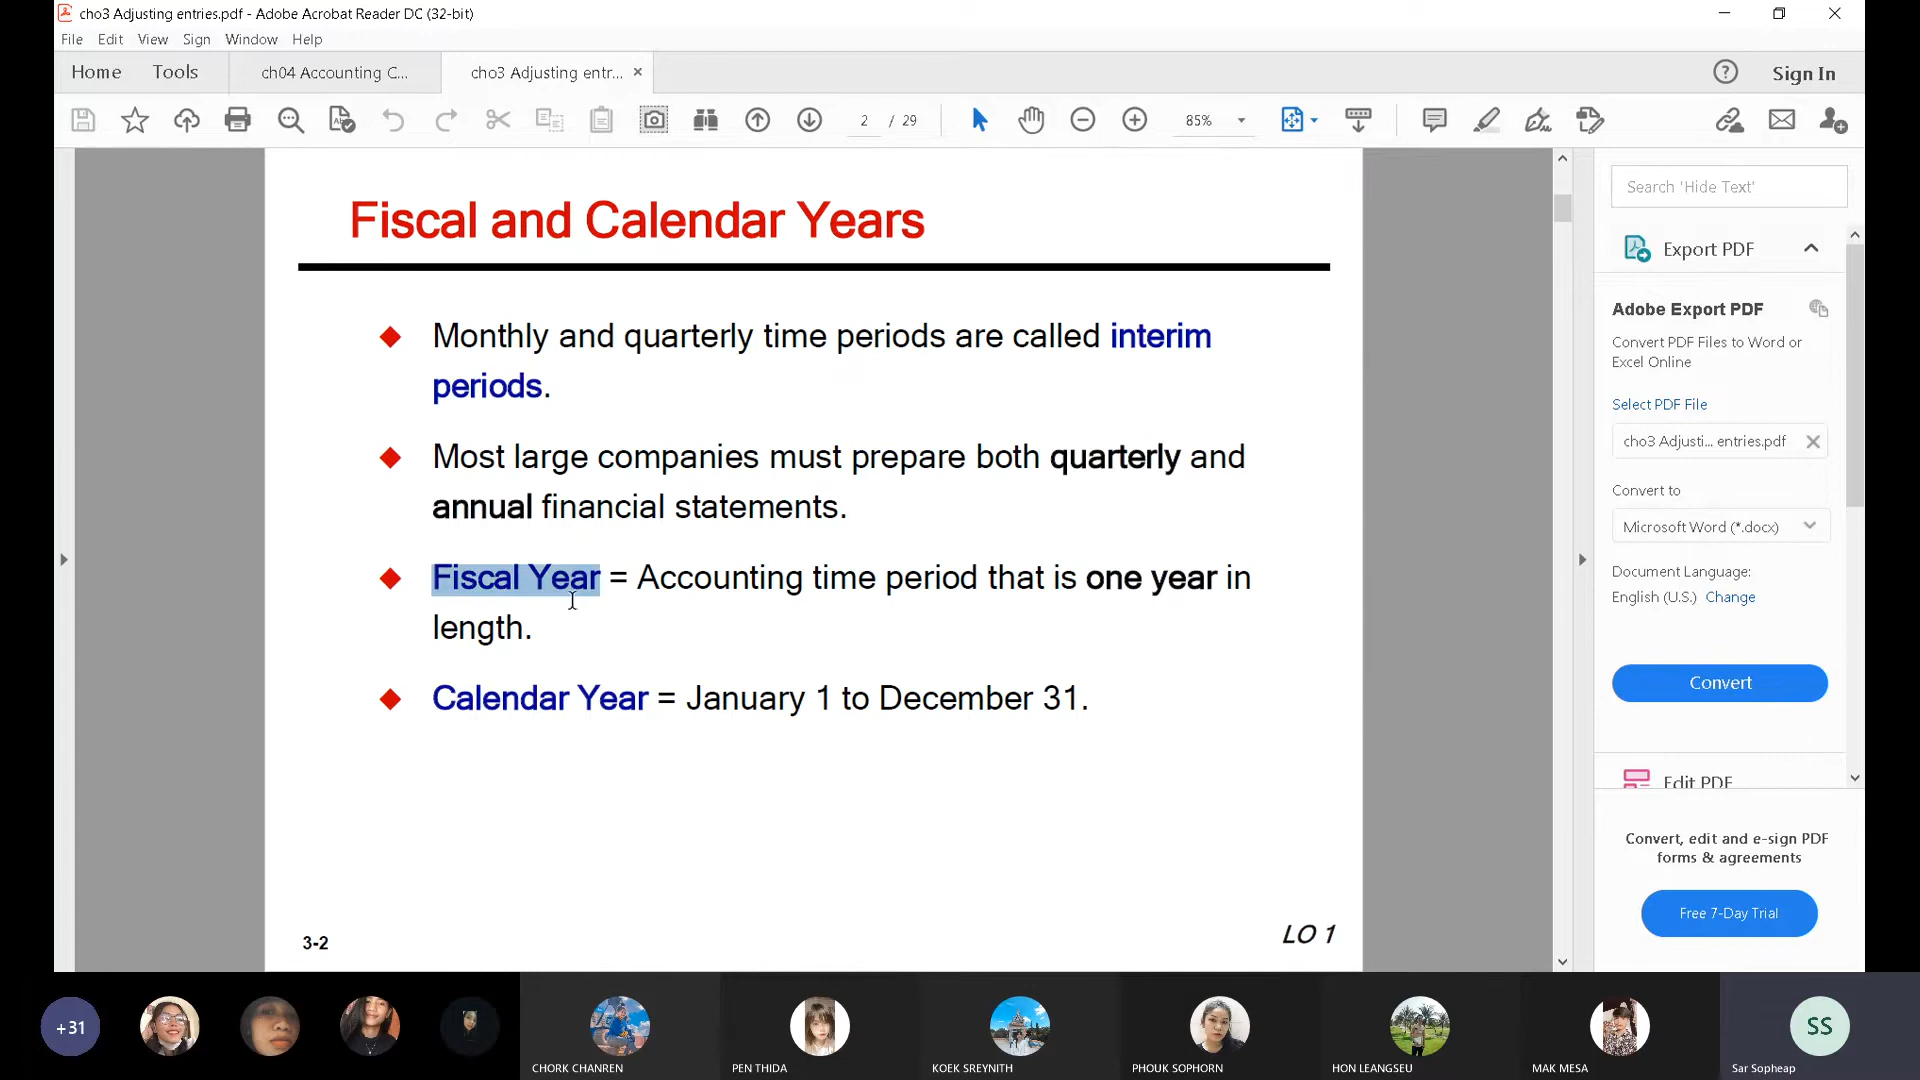 cho3 Adjusting entries.pdf - Adobe Acrobat Reader DC (32-bit)
File Edit View Sign Window Help
Home Tools ch04 Accounting C... cho3 Adjusting entr... × Sign In
2 / 29 85%
Fiscal and Calendar Years
Monthly and quarterly time periods are called interim
periods.
Most large companies must prepare both quarterly and
annual financial statements.
Fiscal Year = Accounting time period that is one year in
length.
Calendar Year = January 1 to December 31.
3-2
LO 1
Search 'Hide Text'
Export PDF
Adobe Export PDF
Convert PDF Files to Word or
Excel Online
Select PDF File
cho3 Adjusti... entries.pdf
Convert to
Microsoft Word (*.docx)
Document Language:
English (U.S.) Change
Convert
Edit PDF
Convert, edit and e-sign PDF
forms & agreements
Free 7-Day Trial
+31
SS
CHORK CHANREN
PEN THIDA
KOEK SREYNITH
PHOUK SOPHORN
HON LEANGSEU
MAK MESA
Sar Sopheap